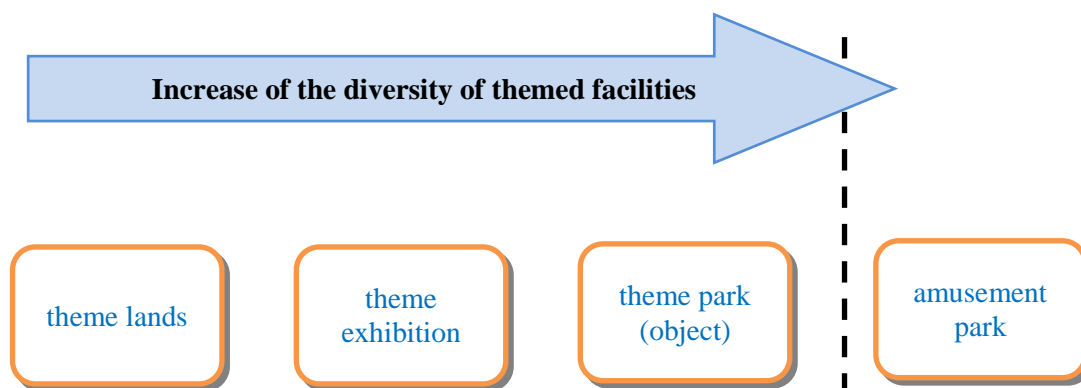 Increase of the diversity of themed facilities
theme lands
theme
exhibition
theme park
(object)
amusement
park